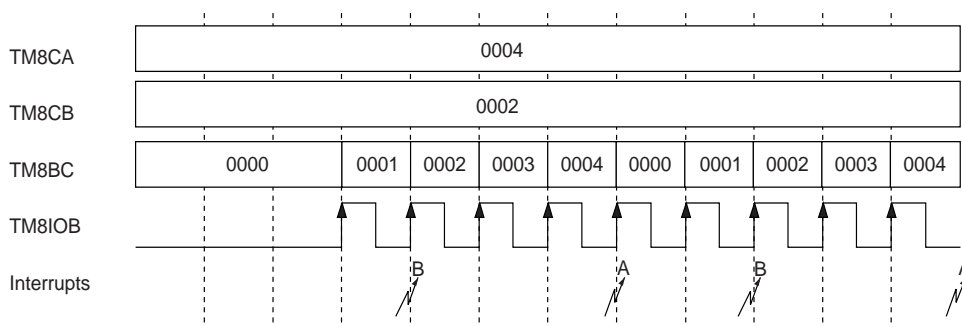 TM8CA 0004
TM8CB 0002
TM8BC 0000 0001 0002 0003 0004 0000 0001 0002 0003 0004
TM8IOB
Interrupts B A B A